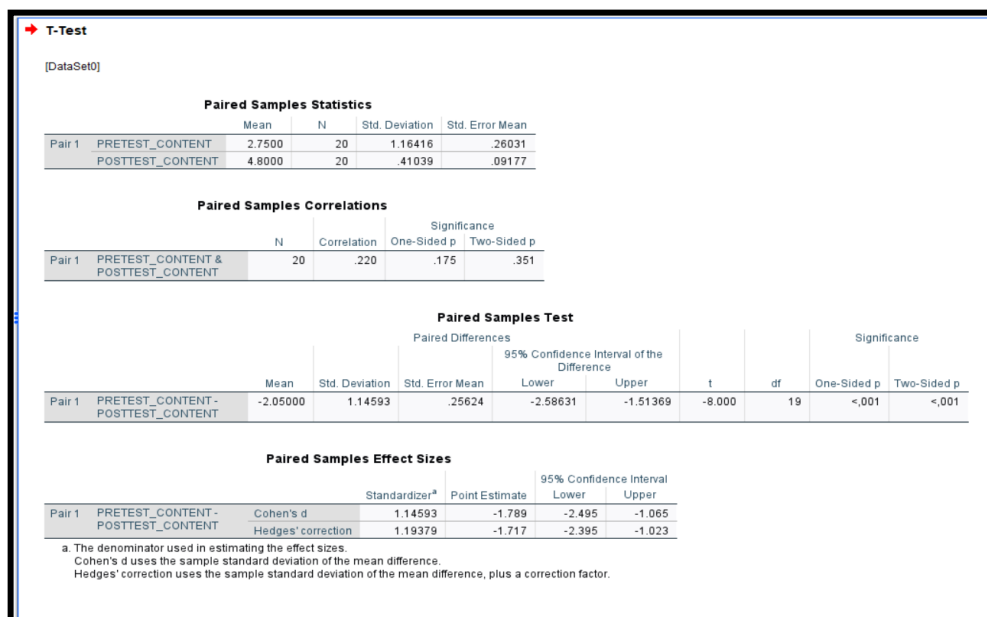 T-Test
[DataSet0]
Paired Samples Statistics
Mean N Std. Deviation Std. Error Mean
Pair 1 PRETEST_CONTENT 2.7500 20 1.16416 .26031
POSTTEST_CONTENT 4.8000 20 .41039 .09177
Paired Samples Correlations
Significance
N Correlation One-Sided p Two-Sided p
Pair 1 PRETEST_CONTENT & 20 .220 .175 .351
POSTTEST_CONTENT
Paired Samples Test
Paired Differences Significance
95% Confidence Interval of the
Difference
Mean Std. Deviation Std. Error Mean Lower Upper t df One-Sided p Two-Sided p
Pair 1 PRETEST_CONTENT - -2.05000 1.14593 .25624 -2.58631 -1.51369 -8.000 19 <,001 <,001
POSTTEST_CONTENT
Paired Samples Effect Sizes
95% Confidence Interval
Standardizerᵃ Point Estimate Lower Upper
Pair 1 PRETEST_CONTENT - Cohen's d 1.14593 -1.789 -2.495 -1.065
POSTTEST_CONTENT Hedges' correction 1.19379 -1.717 -2.395 -1.023
a. The denominator used in estimating the effect sizes.
Cohen's d uses the sample standard deviation of the mean difference.
Hedges' correction uses the sample standard deviation of the mean difference, plus a correction factor.